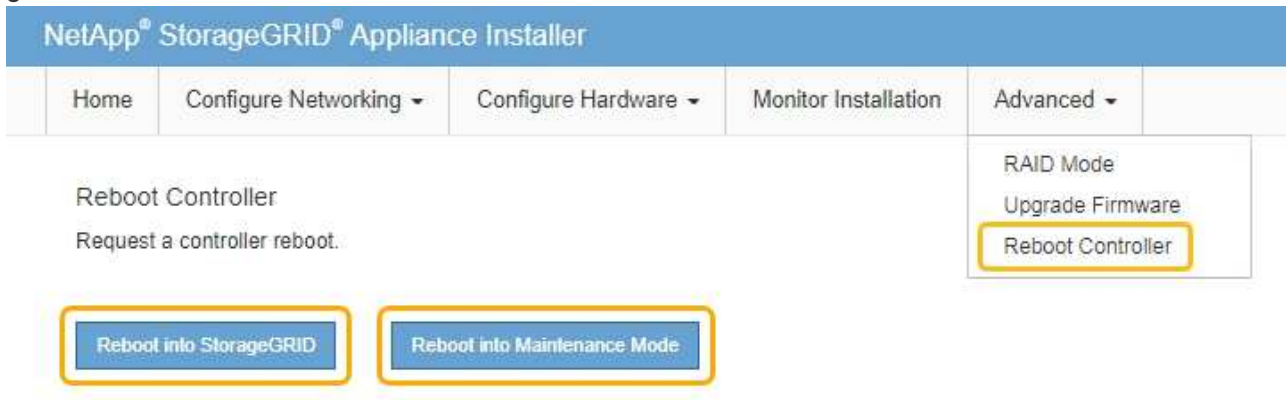 NetApp® StorageGRID® Appliance Installer
Home Configure Networking Configure Hardware Monitor Installation Advanced
RAID Mode
Upgrade Firmware
Reboot Controller
Reboot Controller
Request a controller reboot.
Reboot into StorageGRID Reboot into Maintenance Mode